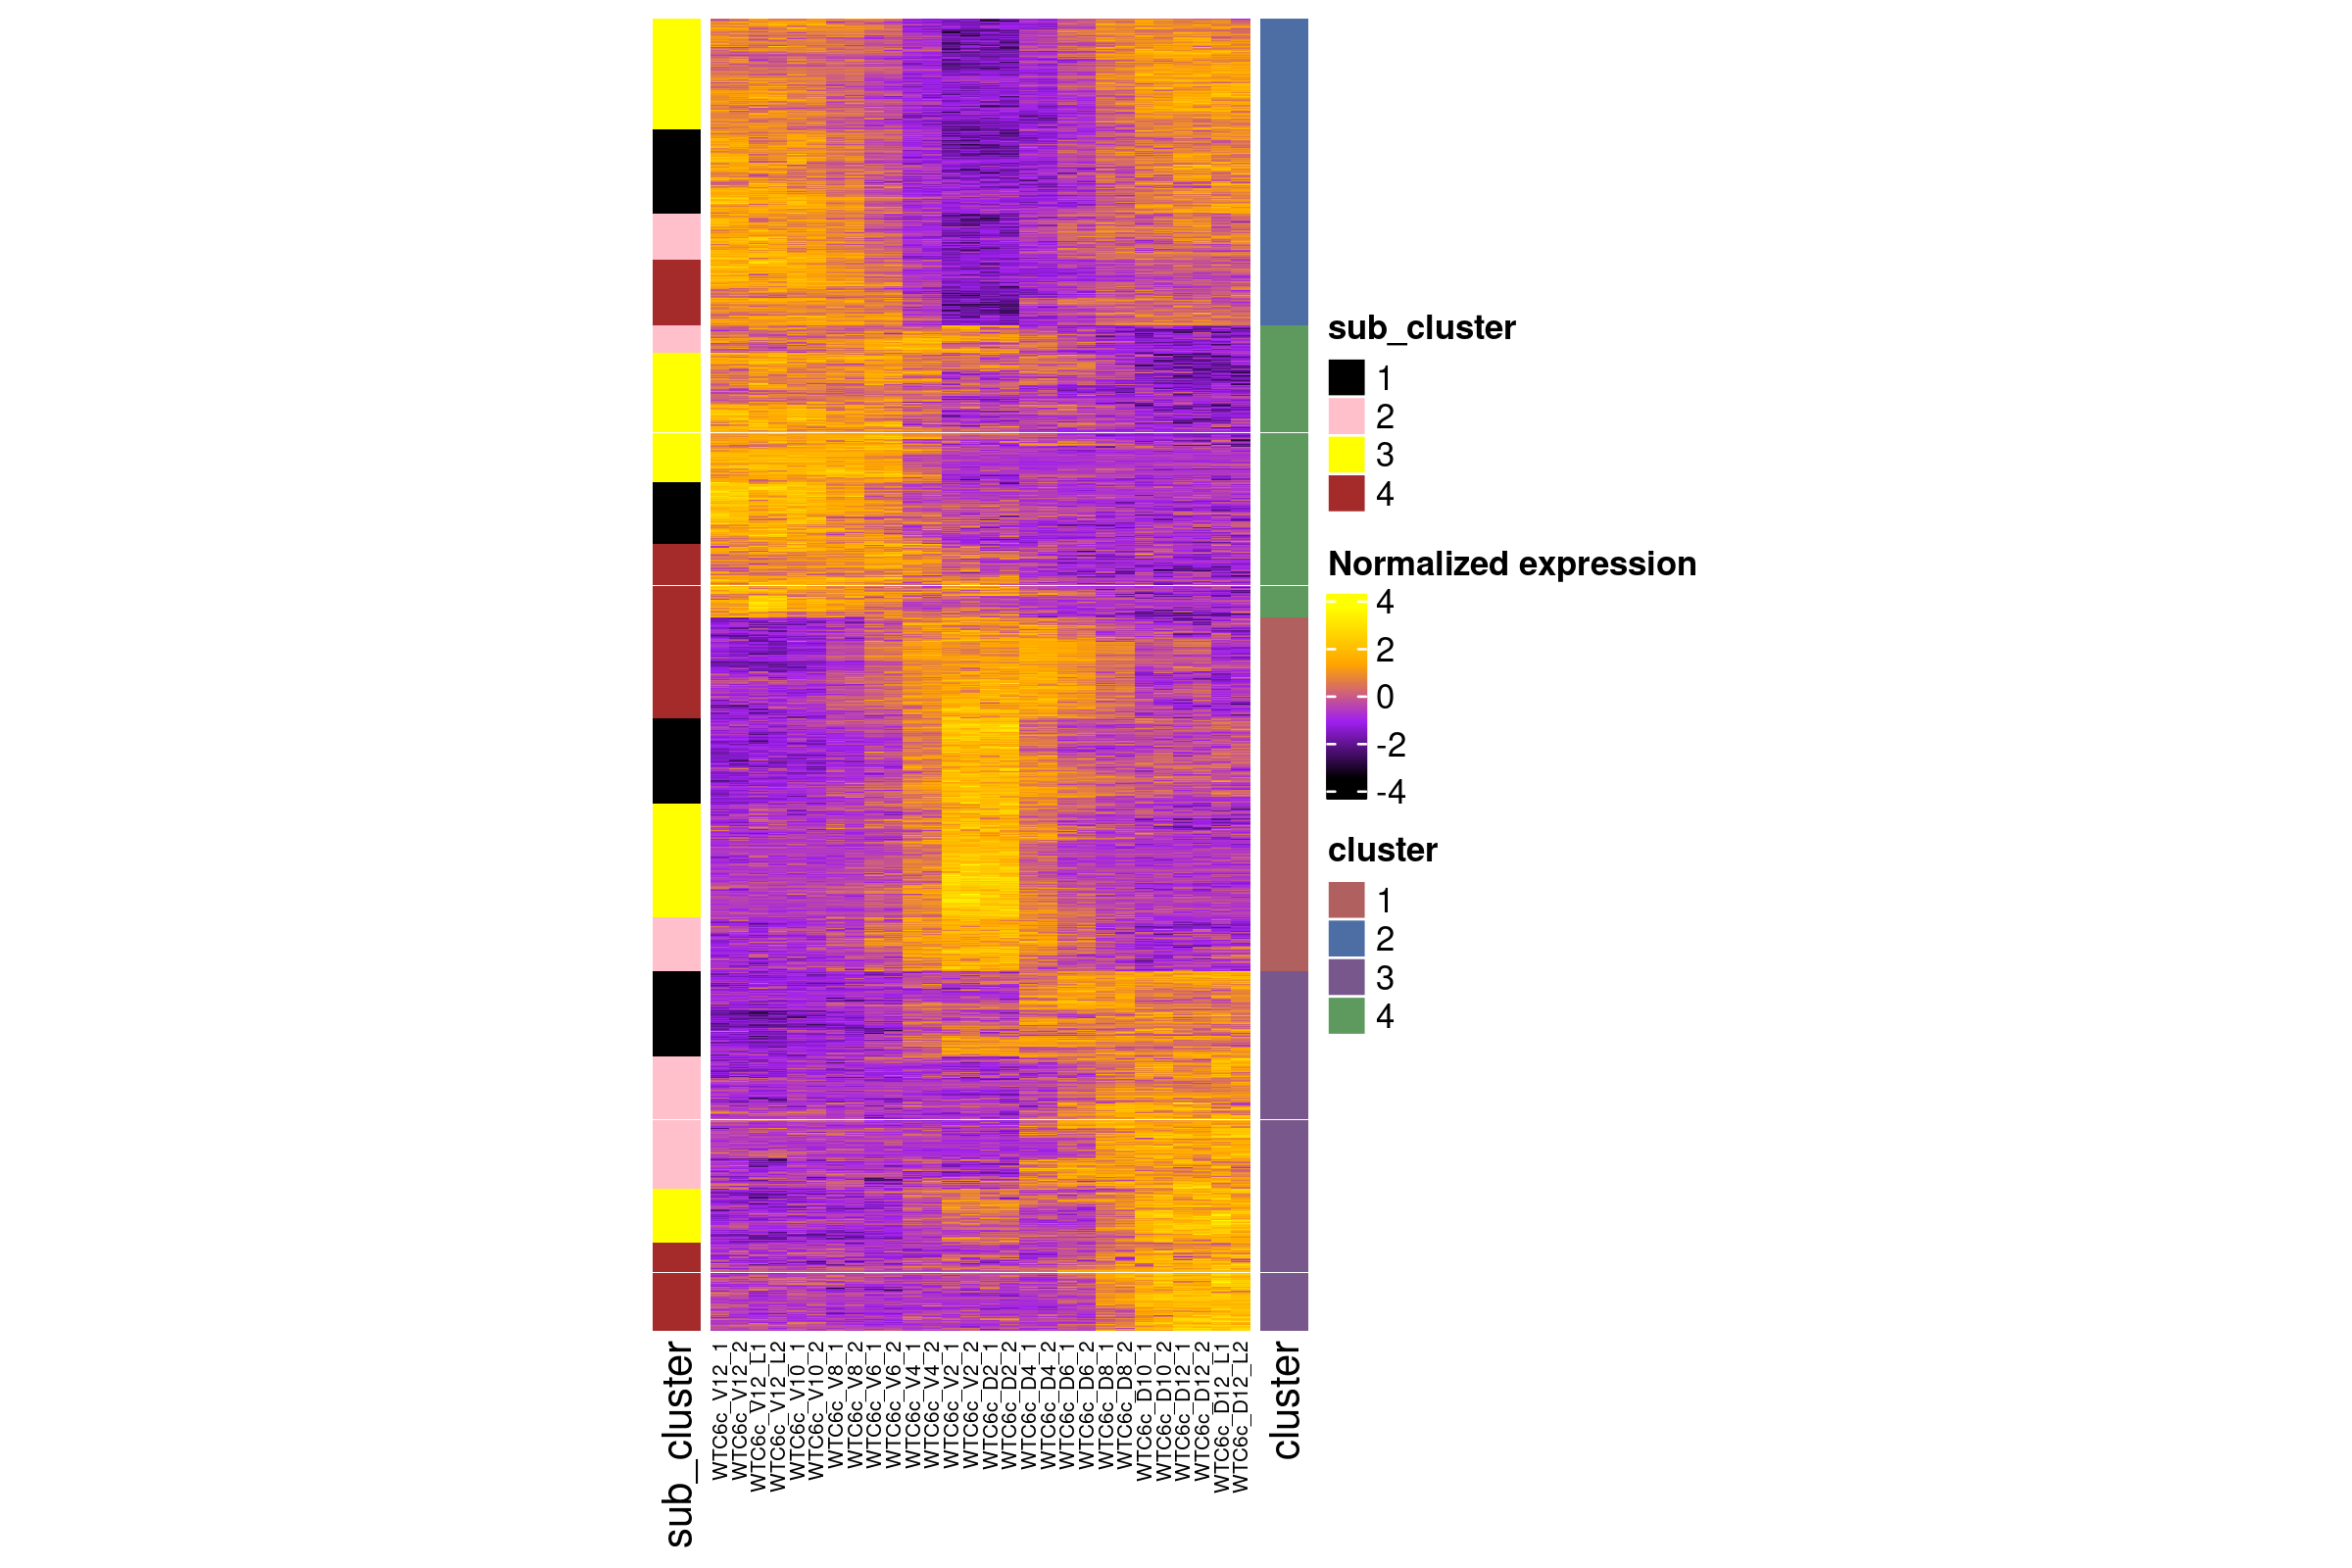 sub_cluster
1
2
3
4
Normalized expression
4
2
0
-2
-4
cluster
1
2
3
4
sub_cluster
WTC6c_V12_1
WTC6c_V12_2
WTC6c_V12_L1
WTC6c_V12_L2
WTC6c_V10_1
WTC6c_V10_2
WTC6c_V8_1
WTC6c_V8_2
WTC6c_V6_1
WTC6c_V6_2
WTC6c_V4_1
WTC6c_V4_2
WTC6c_V2_1
WTC6c_V2_2
WTC6c_D2_1
WTC6c_D2_2
WTC6c_D4_1
WTC6c_D4_2
WTC6c_D6_1
WTC6c_D6_2
WTC6c_D8_1
WTC6c_D8_2
WTC6c_D10_1
WTC6c_D10_2
WTC6c_D12_1
WTC6c_D12_2
WTC6c_D12_L1
WTC6c_D12_L2
cluster